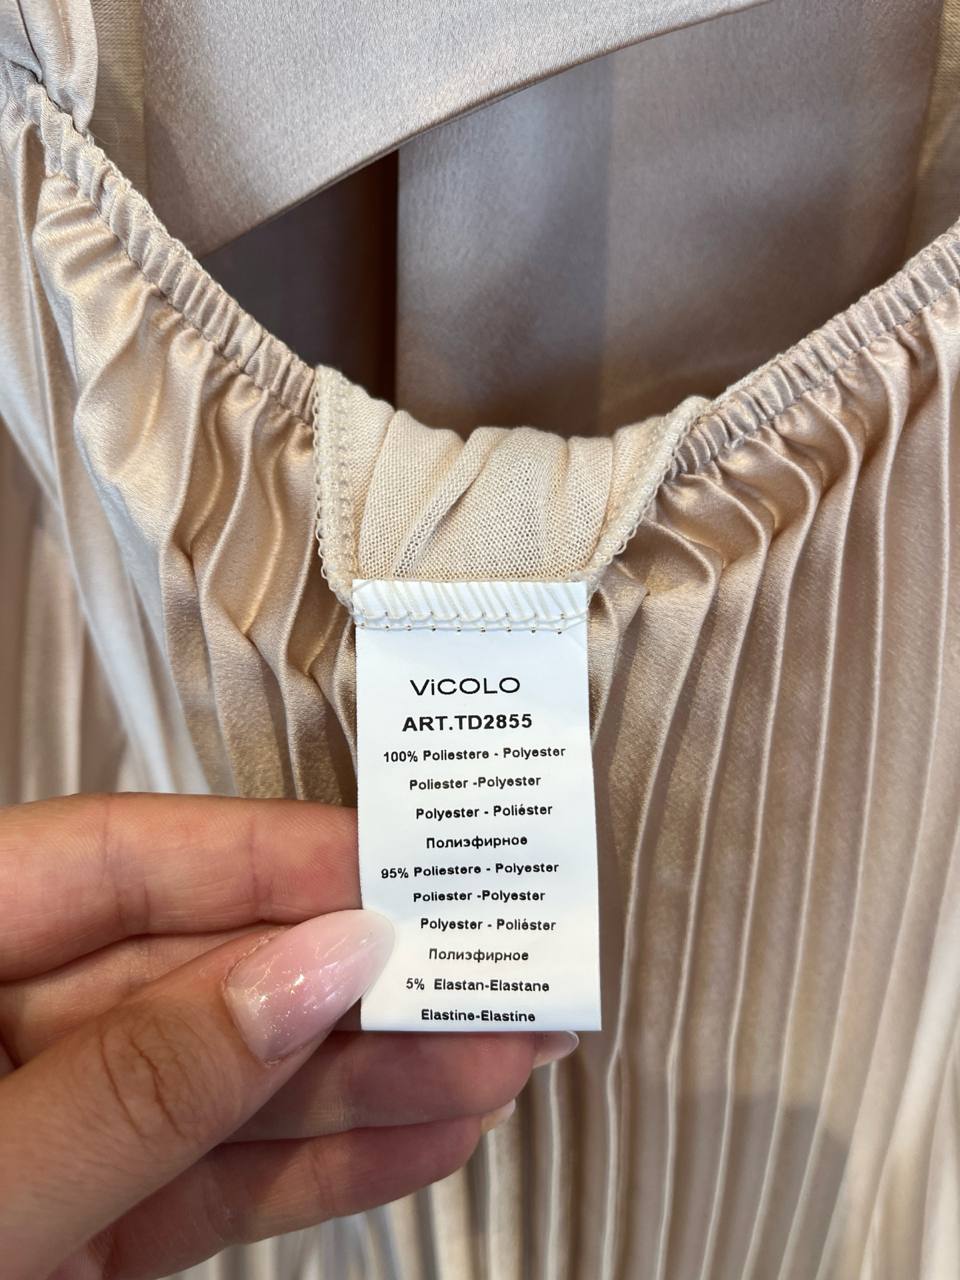 ViCOLO
ART.TD2855
100% Poliestere - Polyester
Poliester -Polyester
Polyester - Poliéster
Полиэфирное
95% Poliestere - Polyester
Poliester -Polyester
Polyester - Poliéster
Полиэфирное
5% Elastan-Elastane
Elastine-Elastine